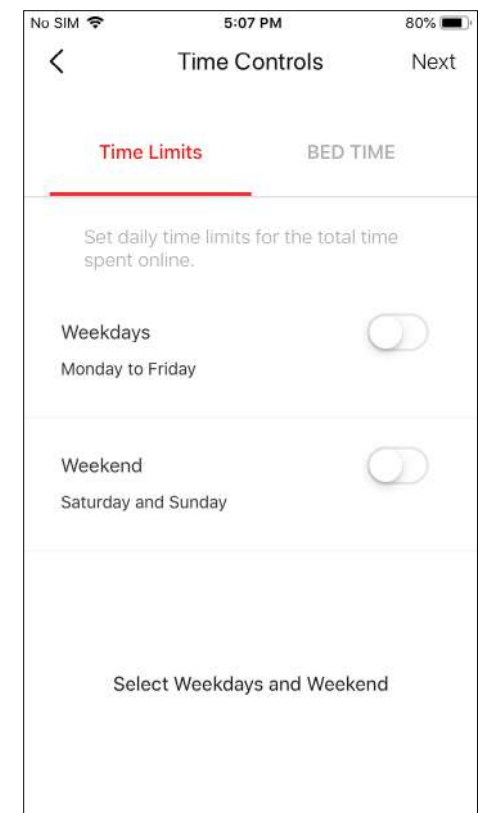 No SIM 5:07 PM 80%
Time Controls Next
Time Limits BED TIME
Set daily time limits for the total time
spent online.
Weekdays
Monday to Friday
Weekend
Saturday and Sunday
Select Weekdays and Weekend